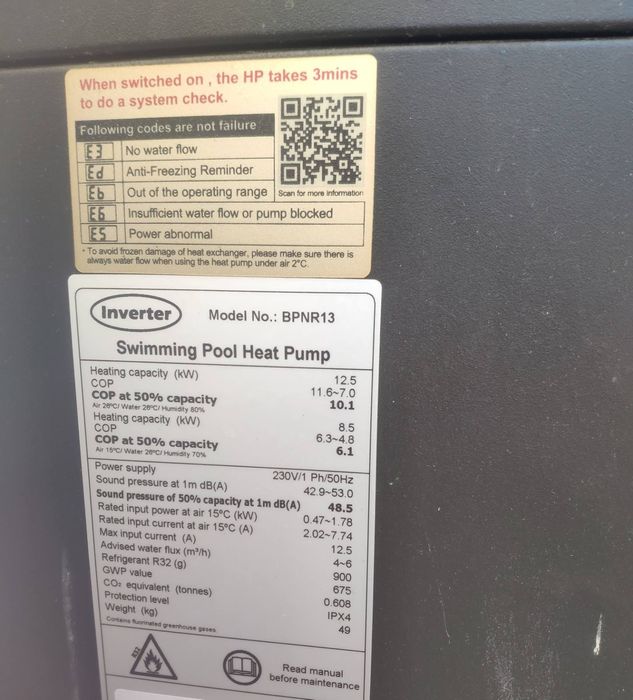 When switched on , the HP takes 3mins
to do a system check.
Following codes are not failure
E3 No water flow
Ed Anti-Freezing Reminder
Eb Out of the operating range
Scan for more information
E6 Insufficient water flow or pump blocked
E5 Power abnormal
* To avoid frozen damage of heat exchanger, please make sure there is
always water flow when using the heat pump under air 2°C.
Inverter Model No.: BPNR13
Swimming Pool Heat Pump
Heating capacity (kW) 12.5
COP 11.6~7.0
COP at 50% capacity 10.1
Air 26°C/ Water 26°C/ Humidity 80%
Heating capacity (kW) 8.5
COP 6.3~4.8
COP at 50% capacity 6.1
Air 15°C/ Water 26°C/ Humidity 70%
Power supply 230V/1 Ph/50Hz
Sound pressure at 1m dB(A) 42.9~53.0
Sound pressure of 50% capacity at 1m dB(A) 48.5
Rated input power at air 15°C (kW) 0.47~1.78
Rated input current at air 15°C (A) 2.02~7.74
Max input current (A) 12.5
Advised water flux (m³/h) 4~6
Refrigerant R32 (g) 900
GWP value 675
CO₂ equivalent (tonnes) 0.608
Protection level IPX4
Weight (kg) 49
Contains fluorinated greenhouse gases
R32
Read manual
before maintenance